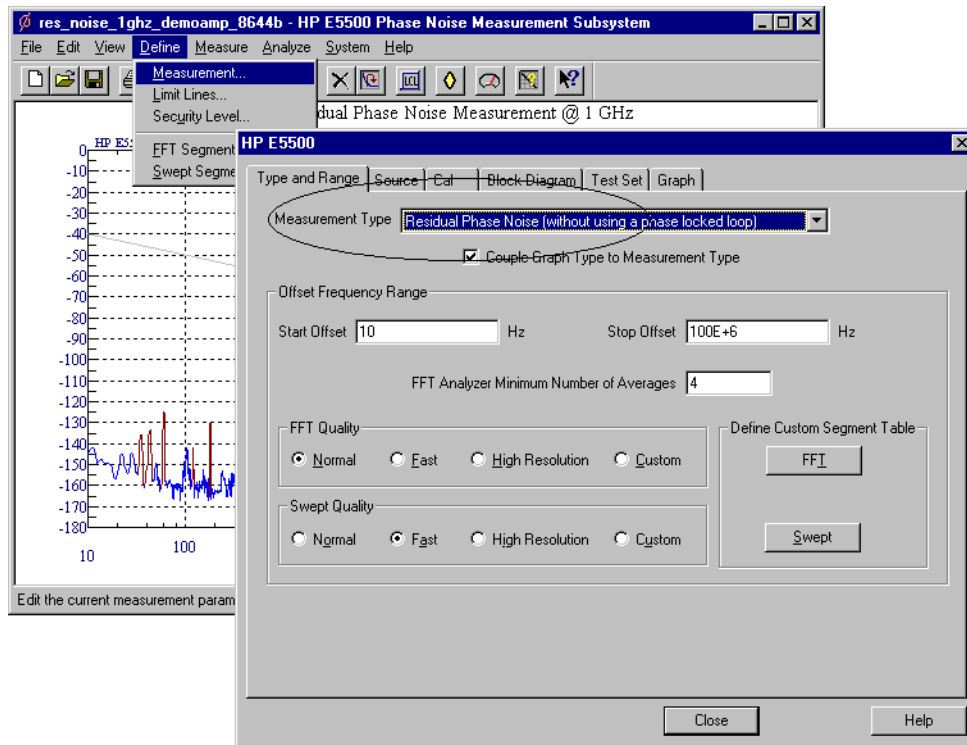 res_noise_1ghz_demoamp_8644b - HP E5500 Phase Noise Measurement Subsystem
File Edit View Define Measure Analyze System Help
Measurement...
Limit Lines...
Security Level...
FFT Segment
Swept Segme
LCL
dual Phase Noise Measurement @ 1 GHz
HP E5
0
-10
-20
-30
-40
-50
-60
-70
-80
-90
-100
-110
-120
-130
-140
-150
-160
-170
-180
10 100
Edit the current measurement param
HP E5500
Type and Range Source Cal Block Diagram Test Set Graph
Measurement Type Residual Phase Noise (without using a phase locked loop)
Couple Graph Type to Measurement Type
Offset Frequency Range
Start Offset 10 Hz Stop Offset 100E+6 Hz
FFT Analyzer Minimum Number of Averages 4
FFT Quality
Normal Fast High Resolution Custom
Define Custom Segment Table
FFT
Swept Quality
Normal Fast High Resolution Custom
Swept
Close Help